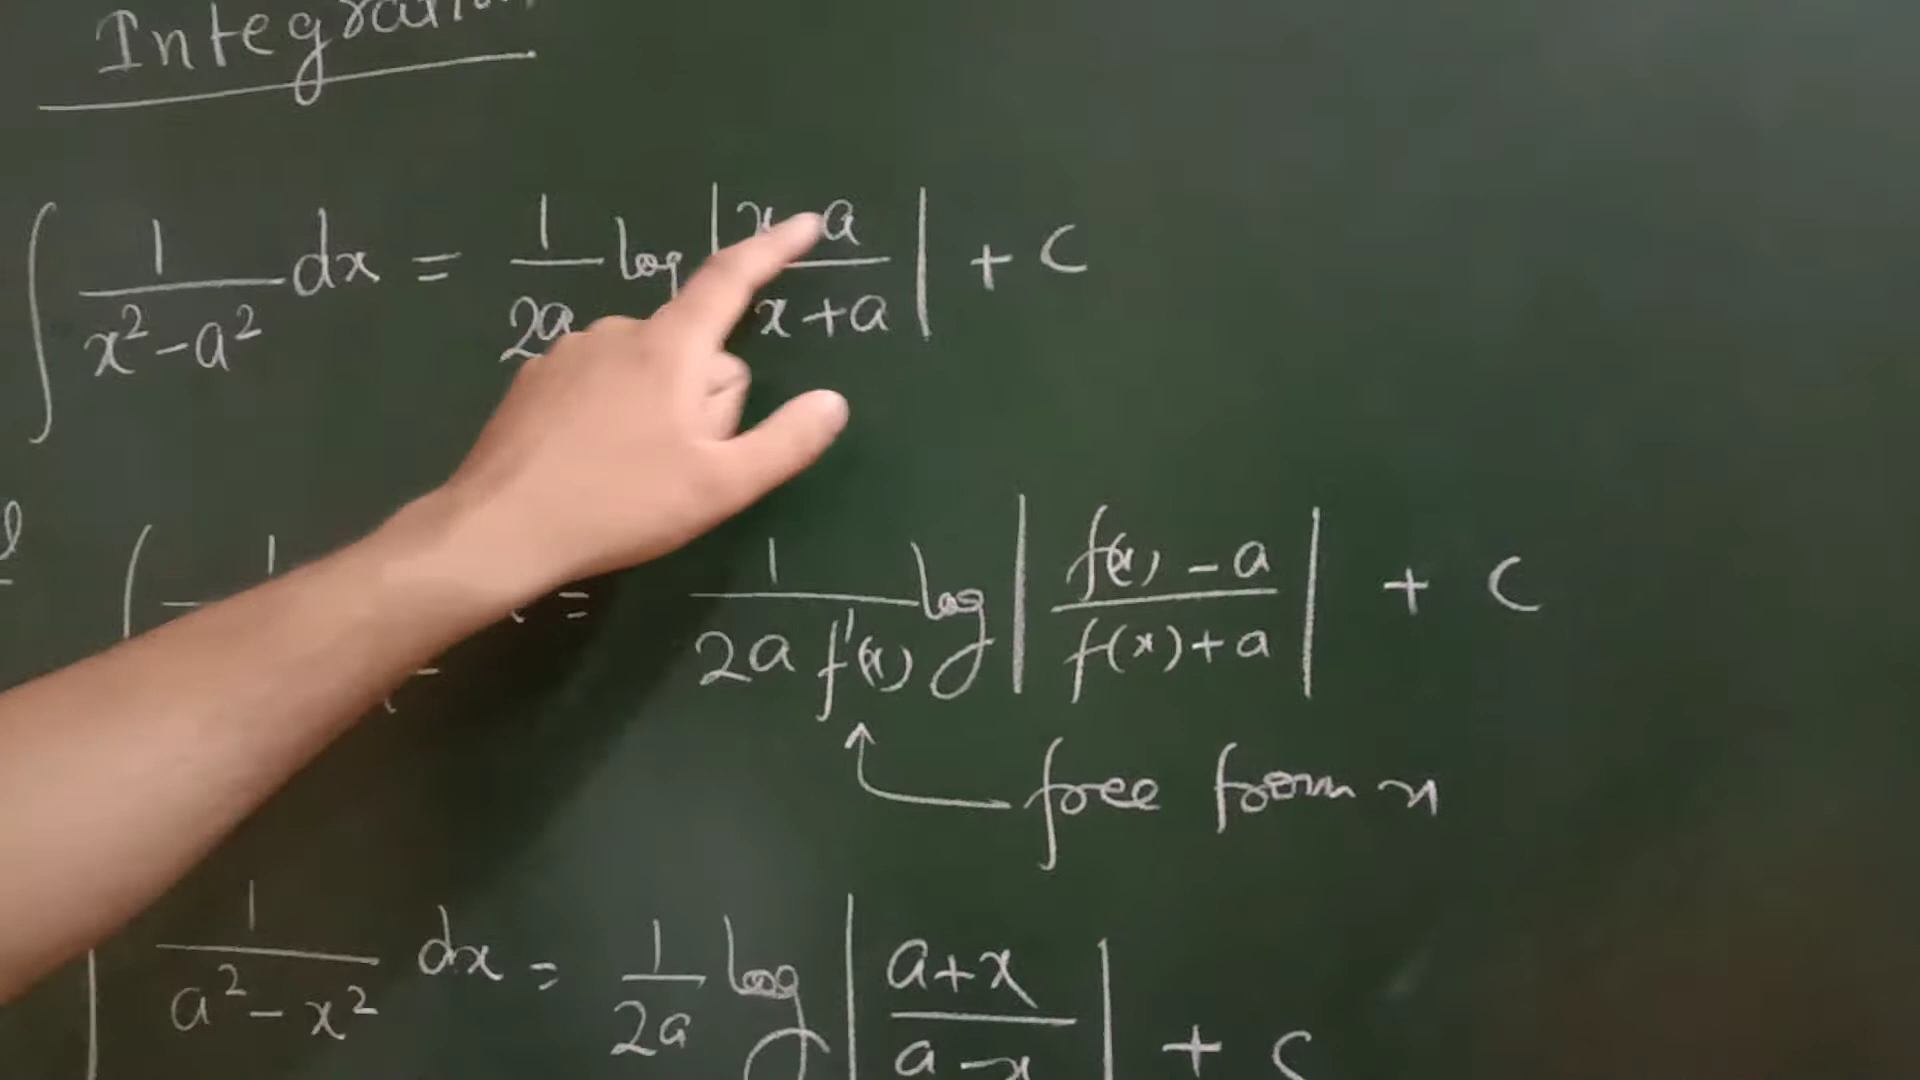 Integration
∫ 1/(x²-a²) dx = 1/2a log |x-a/x+a| + C
= 1/(2a f'(x)) log |f(x)-a/f(x)+a| + C
free from x
1/(a²-x²) dx = 1/2a log |a+x/a-x| + C